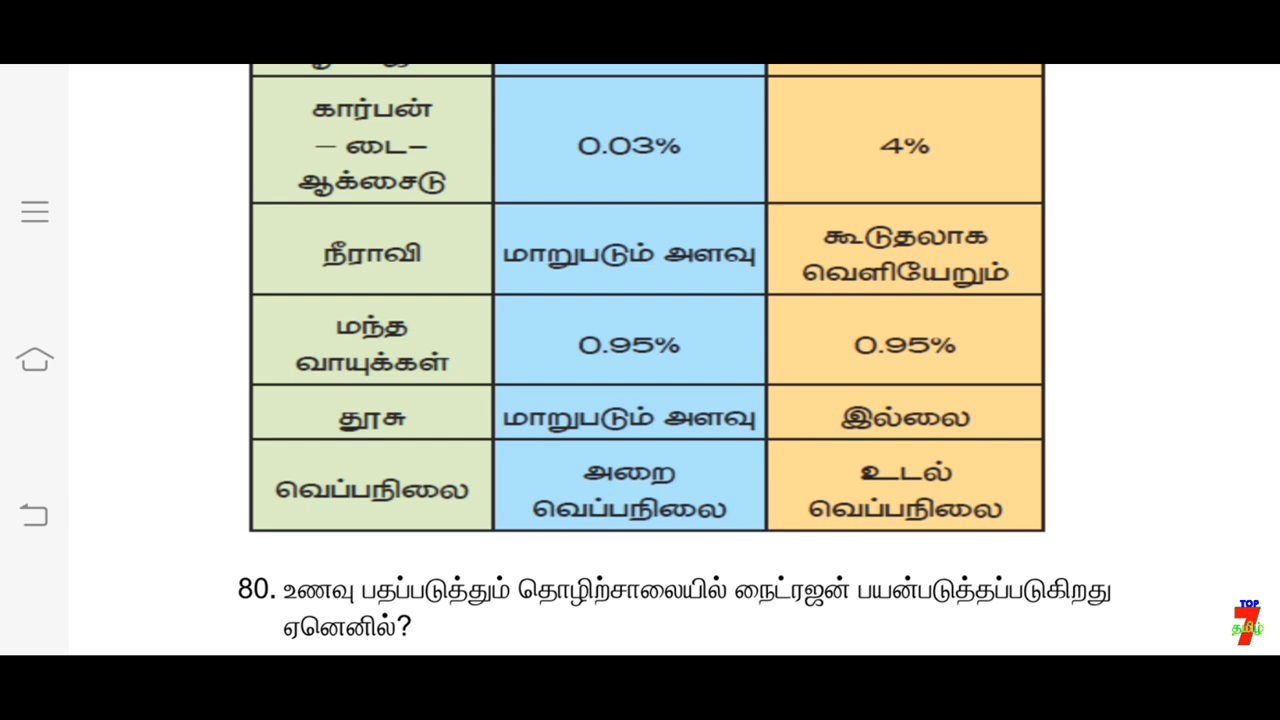 கார்பன்
– டை–
ஆக்சைடு
0.03%
4%
நீராவி
மாறுபடும் அளவு
கூடுதலாக
வெளியேறும்
மந்த
வாயுக்கள்
0.95%
0.95%
தூசு
மாறுபடும் அளவு
இல்லை
வெப்பநிலை
அறை
வெப்பநிலை
உடல்
வெப்பநிலை
80. உணவு பதப்படுத்தும் தொழிற்சாலையில் நைட்ரஜன் பயன்படுத்தப்படுகிறது
ஏனெனில்?
TOP
7
தமிழ்